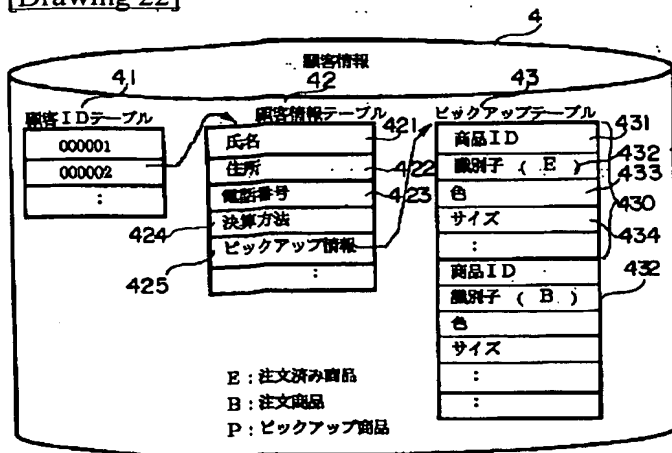 [Drawing 22]
4
顧客情報
41
42
43
顧客IDテーブル
000001
000002
:
顧客情報テーブル
氏名
住所
電話番号
決算方法
ピックアップ情報
:
421
422
423
424
425
ピックアップテーブル
商品ID
識別子 ( E )
色
サイズ
:
商品ID
識別子 ( B )
色
サイズ
:
:
431
432
433
430
434
432
E:注文済み商品
B:注文商品
P:ピックアップ商品